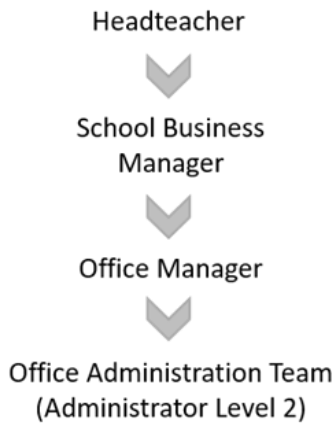 Headteacher
School Business
Manager
Office Manager
Office Administration Team
(Administrator Level 2)